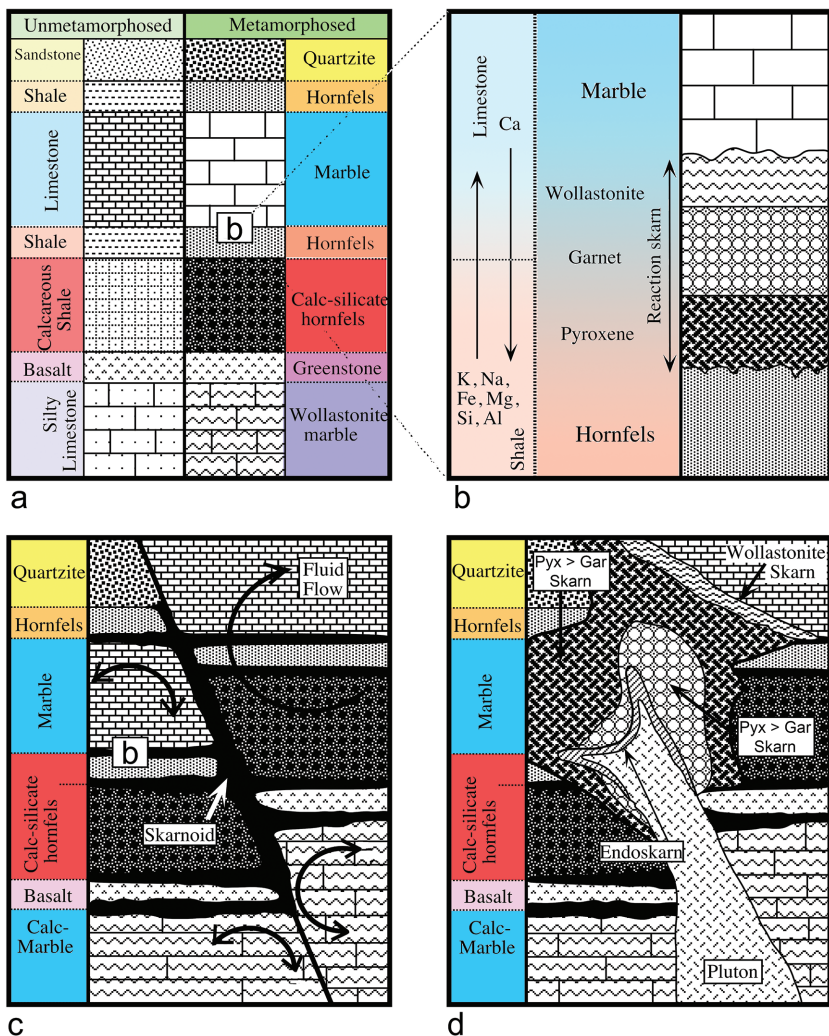 Unmetamorphosed
Metamorphosed
Sandstone
Quartzite
Shale
Hornfels
Limestone
Marble
b
Shale
Hornfels
Calcareous
Shale
Calc-silicate
hornfels
Basalt
Greenstone
Silty
Limestone
Wollastonite
marble
a
Limestone
Ca
Marble
Wollastonite
Garnet
Pyroxene
Reaction skarn
K, Na,
Fe, Mg,
Si, Al
Shale
Hornfels
b
Quartzite
Hornfels
Marble
Calc-silicate
hornfels
Basalt
Calc-
Marble
Fluid
Flow
b
Skarnoid
c
Quartzite
Hornfels
Marble
Calc-silicate
hornfels
Basalt
Calc-
Marble
Pyx > Gar
Skarn
Wollastonite
Skarn
Pyx > Gar
Skarn
Endoskarn
Pluton
d